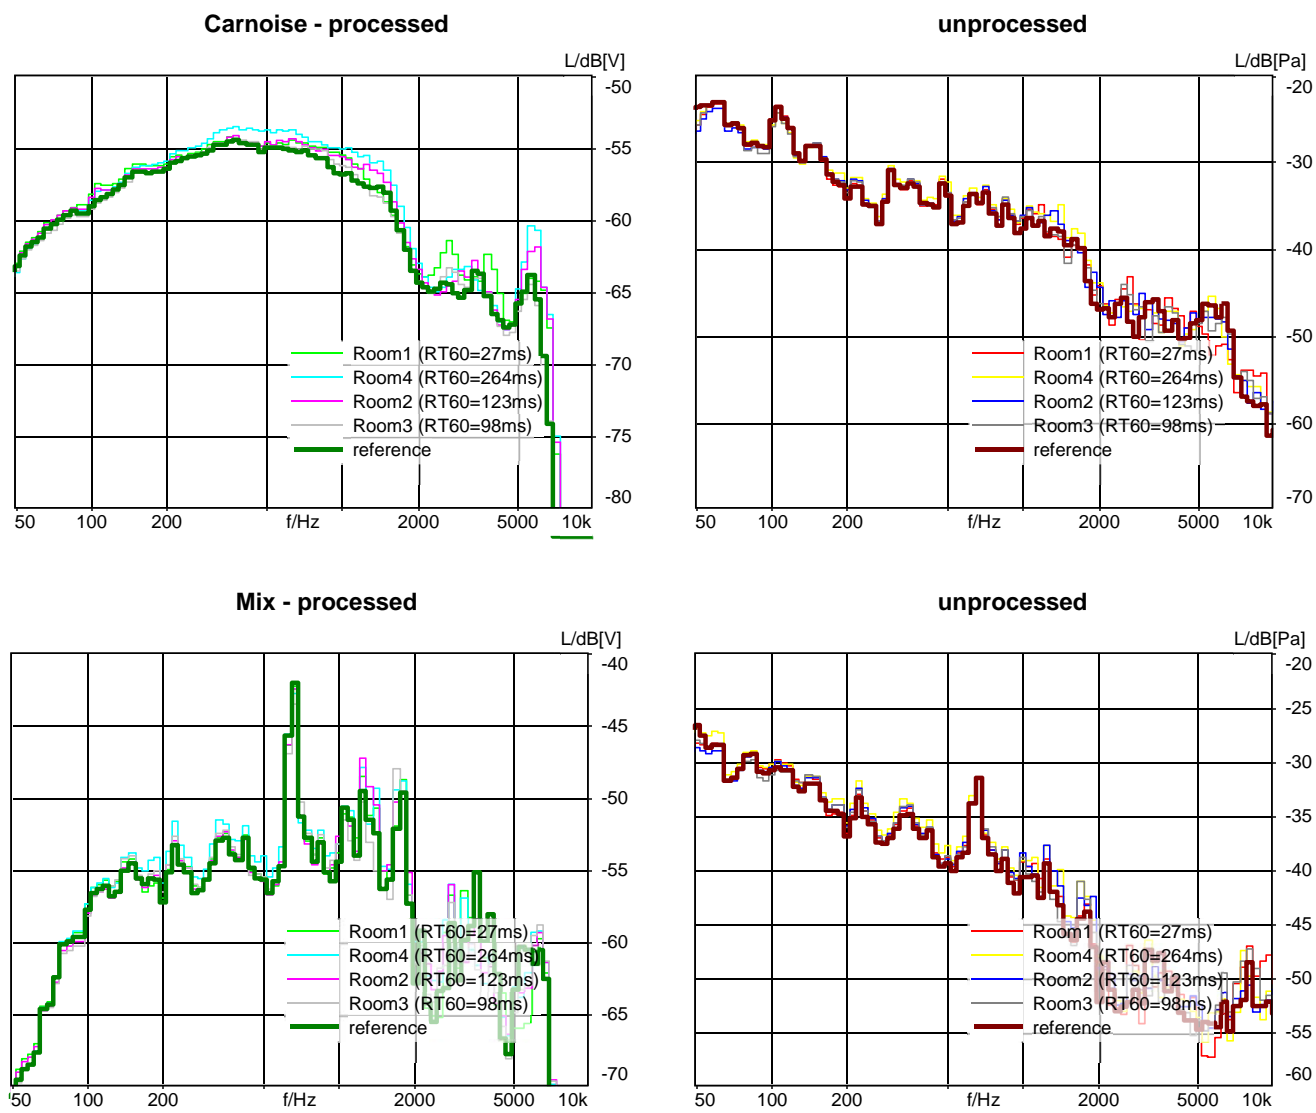 Carnoise - processed
L/dB[V]
-50
-55
-60
-65
-70
-75
-80
Room1 (RT60=27ms)
Room4 (RT60=264ms)
Room2 (RT60=123ms)
Room3 (RT60=98ms)
reference
50 100 200 f/Hz 2000 5000 10k
unprocessed
L/dB[Pa]
-20
-30
-40
-50
-60
-70
Room1 (RT60=27ms)
Room4 (RT60=264ms)
Room2 (RT60=123ms)
Room3 (RT60=98ms)
reference
50 100 200 f/Hz 2000 5000 10k
Mix - processed
L/dB[V]
-40
-45
-50
-55
-60
-65
-70
Room1 (RT60=27ms)
Room4 (RT60=264ms)
Room2 (RT60=123ms)
Room3 (RT60=98ms)
reference
50 100 200 f/Hz 2000 5000 10k
unprocessed
L/dB[Pa]
-20
-25
-30
-35
-40
-45
-50
-55
-60
Room1 (RT60=27ms)
Room4 (RT60=264ms)
Room2 (RT60=123ms)
Room3 (RT60=98ms)
reference
50 100 200 f/Hz 2000 5000 10k